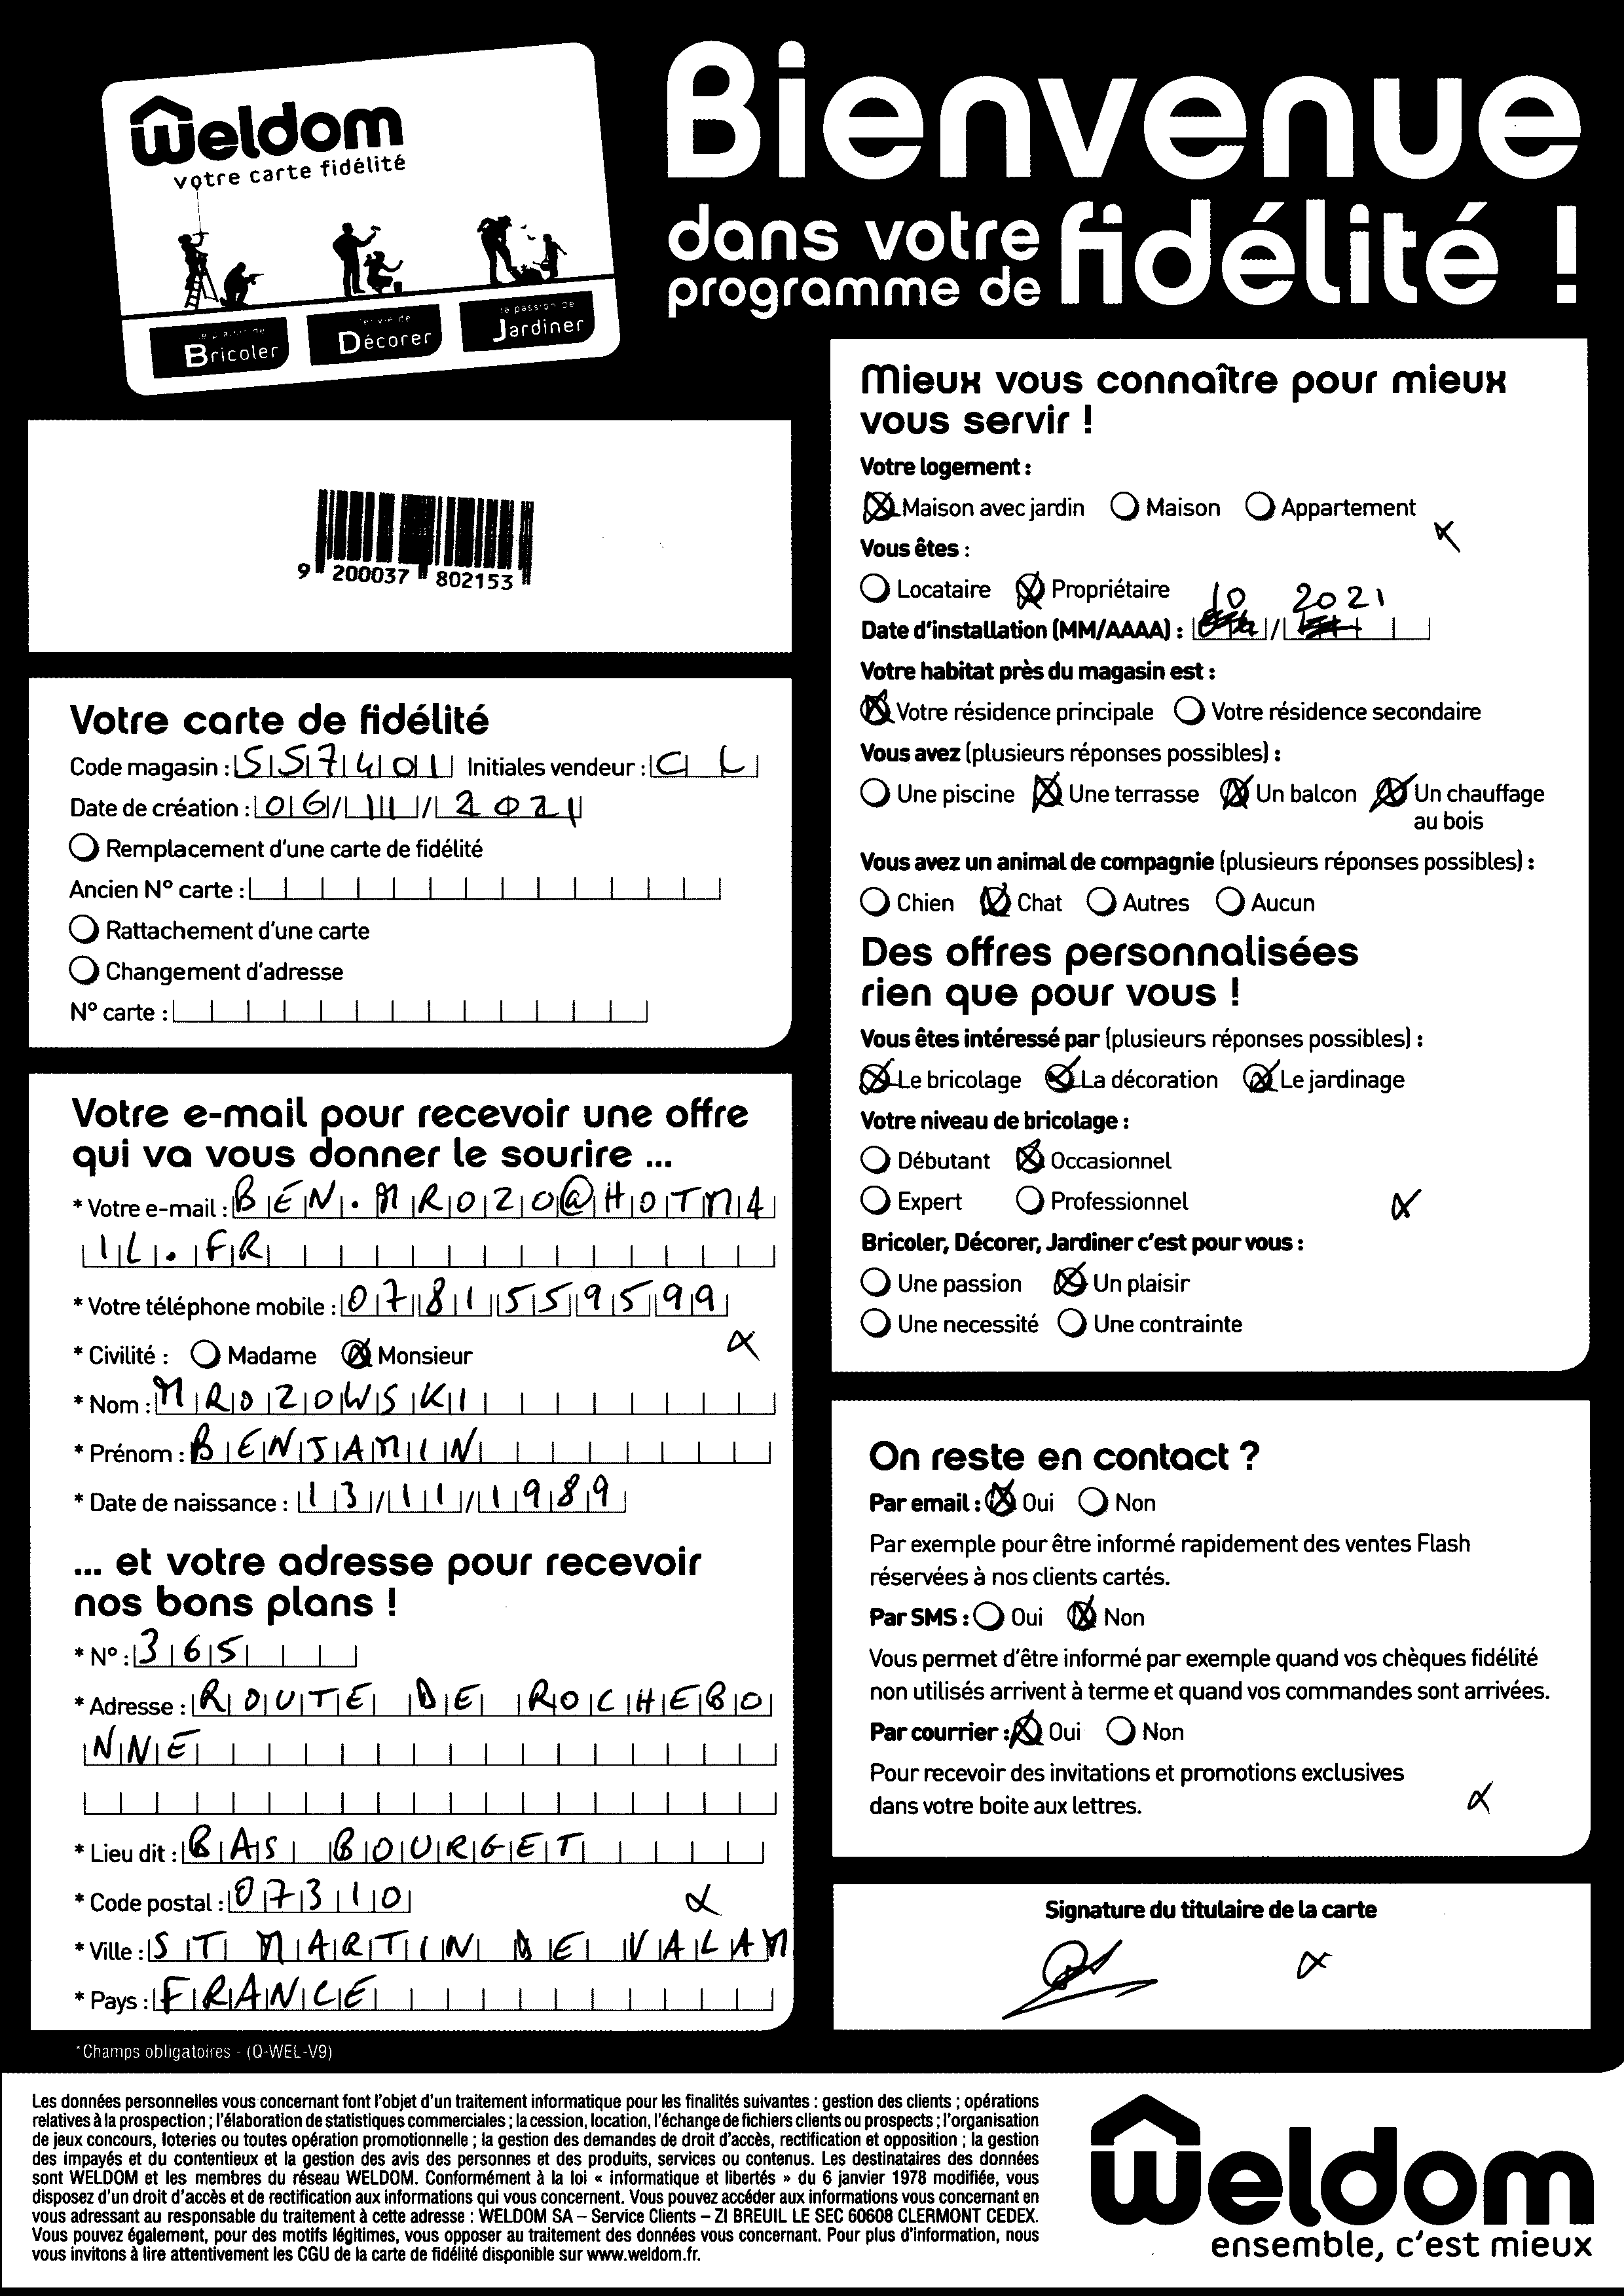 Weldom
votre carte fidélité
le plaisir de
Bricoler
l'envie de
Décorer
la passion de
Jardiner
Bienvenue
dans votre
programme de fidélité !
9 200037 802153
Votre carte de fidélité
Code magasin : SS7401 Initiales vendeur : CL
Date de création : 06/11/2021
Remplacement d'une carte de fidélité
Ancien N° carte :
Rattachement d'une carte
Changement d'adresse
N° carte :
Votre e-mail pour recevoir une offre
qui va vous donner le sourire ...
* Votre e-mail : BEN.MROZO@HOTMA
IL.FR
* Votre téléphone mobile : 0781559599
* Civilité : Madame Monsieur
* Nom : MROZOWSKI
* Prénom : BENJAMIN
* Date de naissance : 13/11/1989
... et votre adresse pour recevoir
nos bons plans !
* N° : 365
* Adresse : ROUTE DE ROCHEBO
NNE
* Lieu dit : BAS BOURGET
* Code postal : 07310
* Ville : ST MARTIN DE VALAM
* Pays : FRANCE
*Champs obligatoires - (Q-WEL-V9)
Mieux vous connaître pour mieux
vous servir !
Votre logement :
Maison avec jardin Maison Appartement
Vous êtes :
Locataire Propriétaire
10 2021
Date d'installation (MM/AAAA) :
Votre habitat près du magasin est :
Votre résidence principale Votre résidence secondaire
Vous avez (plusieurs réponses possibles) :
Une piscine Une terrasse Un balcon Un chauffage
au bois
Vous avez un animal de compagnie (plusieurs réponses possibles) :
Chien Chat Autres Aucun
Des offres personnalisées
rien que pour vous !
Vous êtes intéressé par (plusieurs réponses possibles) :
Le bricolage La décoration Le jardinage
Votre niveau de bricolage :
Débutant Occasionnel
Expert Professionnel
Bricoler, Décorer, Jardiner c'est pour vous :
Une passion Un plaisir
Une necessité Une contrainte
On reste en contact ?
Par email : Oui Non
Par exemple pour être informé rapidement des ventes Flash
réservées à nos clients cartés.
Par SMS : Oui Non
Vous permet d'être informé par exemple quand vos chèques fidélité
non utilisés arrivent à terme et quand vos commandes sont arrivées.
Par courrier : Oui Non
Pour recevoir des invitations et promotions exclusives
dans votre boite aux lettres.
Signature du titulaire de la carte
Les données personnelles vous concernant font l'objet d'un traitement informatique pour les finalités suivantes : gestion des clients ; opérations
relatives à la prospection ; l'élaboration de statistiques commerciales ; la cession, location, l'échange de fichiers clients ou prospects ; l'organisation
de jeux concours, loteries ou toutes opération promotionnelle ; la gestion des demandes de droit d'accès, rectification et opposition ; la gestion
des impayés et du contentieux et la gestion des avis des personnes et des produits, services ou contenus. Les destinataires des données
sont WELDOM et les membres du réseau WELDOM. Conformément à la loi « informatique et libertés » du 6 janvier 1978 modifiée, vous
disposez d'un droit d'accès et de rectification aux informations qui vous concernent. Vous pouvez accéder aux informations vous concernant en
vous adressant au responsable du traitement à cette adresse : WELDOM SA – Service Clients – ZI BREUIL LE SEC 60608 CLERMONT CEDEX.
Vous pouvez également, pour des motifs légitimes, vous opposer au traitement des données vous concernant. Pour plus d'information, nous
vous invitons à lire attentivement les CGU de la carte de fidélité disponible sur www.weldom.fr.
Weldom
ensemble, c'est mieux